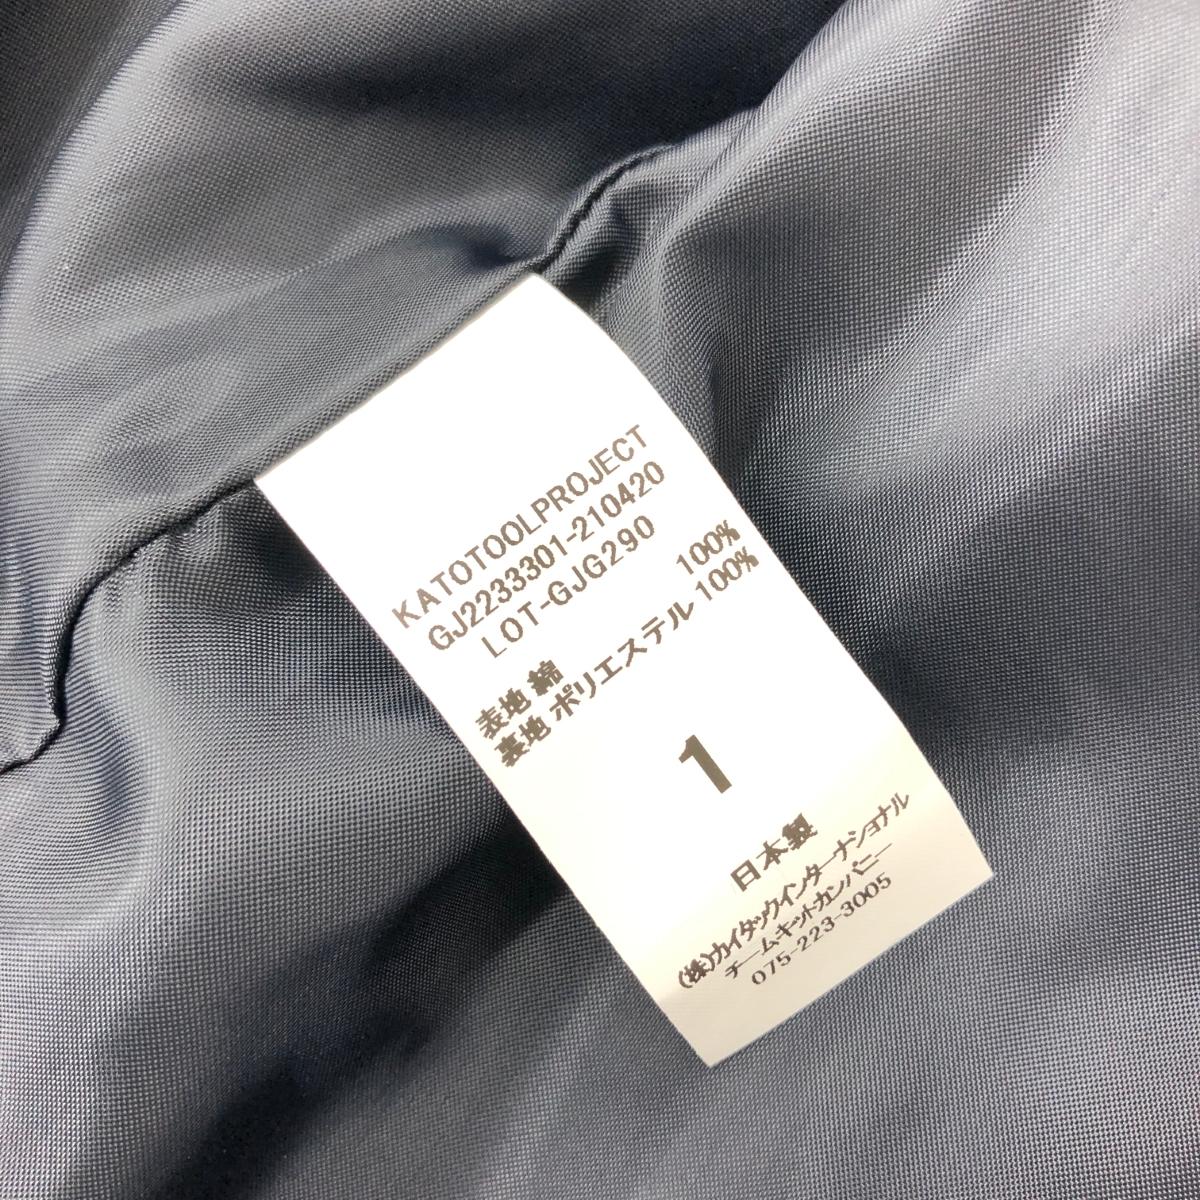 KATOTOOLPROJECT
GJ2233301-210420
LOT-GJG290
表地 綿 100%
裏地 ポリエステル 100%
1
日本製
(株)カイタックインターナショナル
チームキットカンパニー
075-223-3005